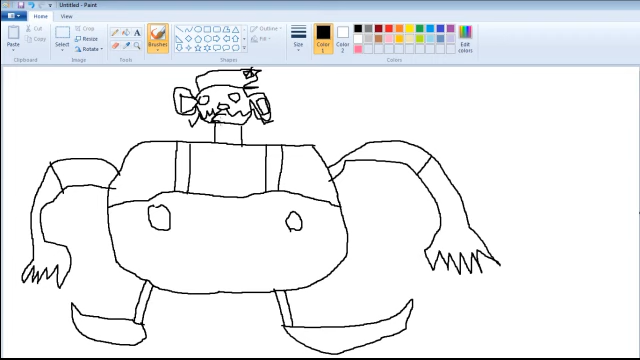 Untitled - Paint
Home View
Paste Cut Copy
Select Crop Resize Rotate
Brushes
Outline Fill
Size
Color 1 Color 2
Edit colors
Clipboard Image Tools Shapes Colors